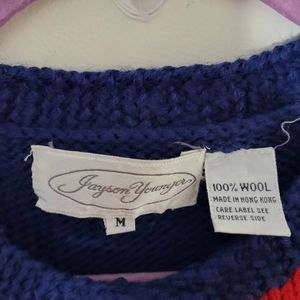 Jayson Younger
M
100% WOOL
MADE IN HONG KONG
CARE LABEL SEE
REVERSE SIDE